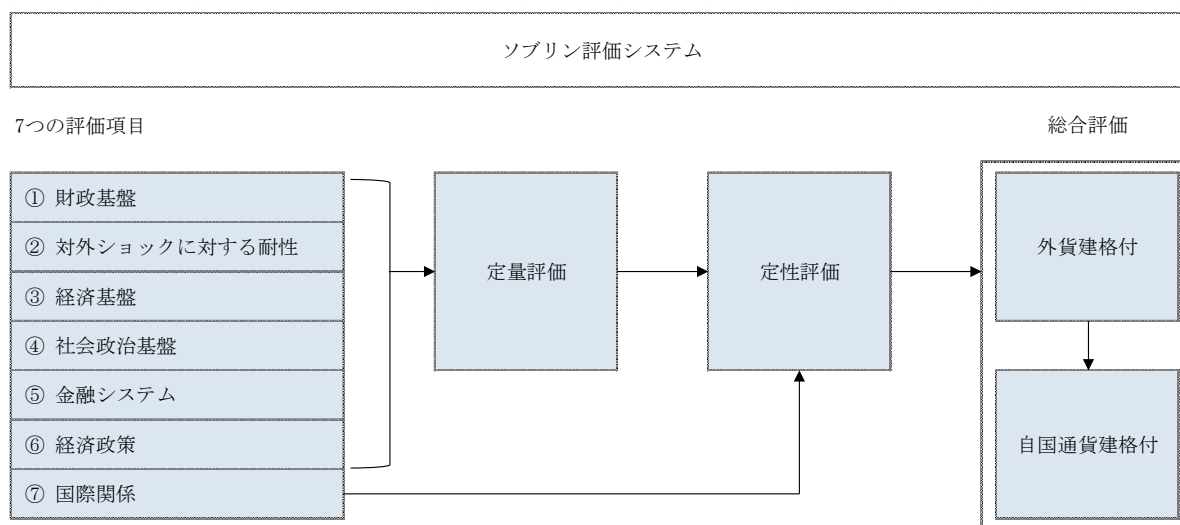 ソブリン評価システム
7つの評価項目
総合評価
① 財政基盤
② 対外ショックに対する耐性
③ 経済基盤
④ 社会政治基盤
⑤ 金融システム
⑥ 経済政策
⑦ 国際関係
定量評価
定性評価
外貨建格付
自国通貨建格付